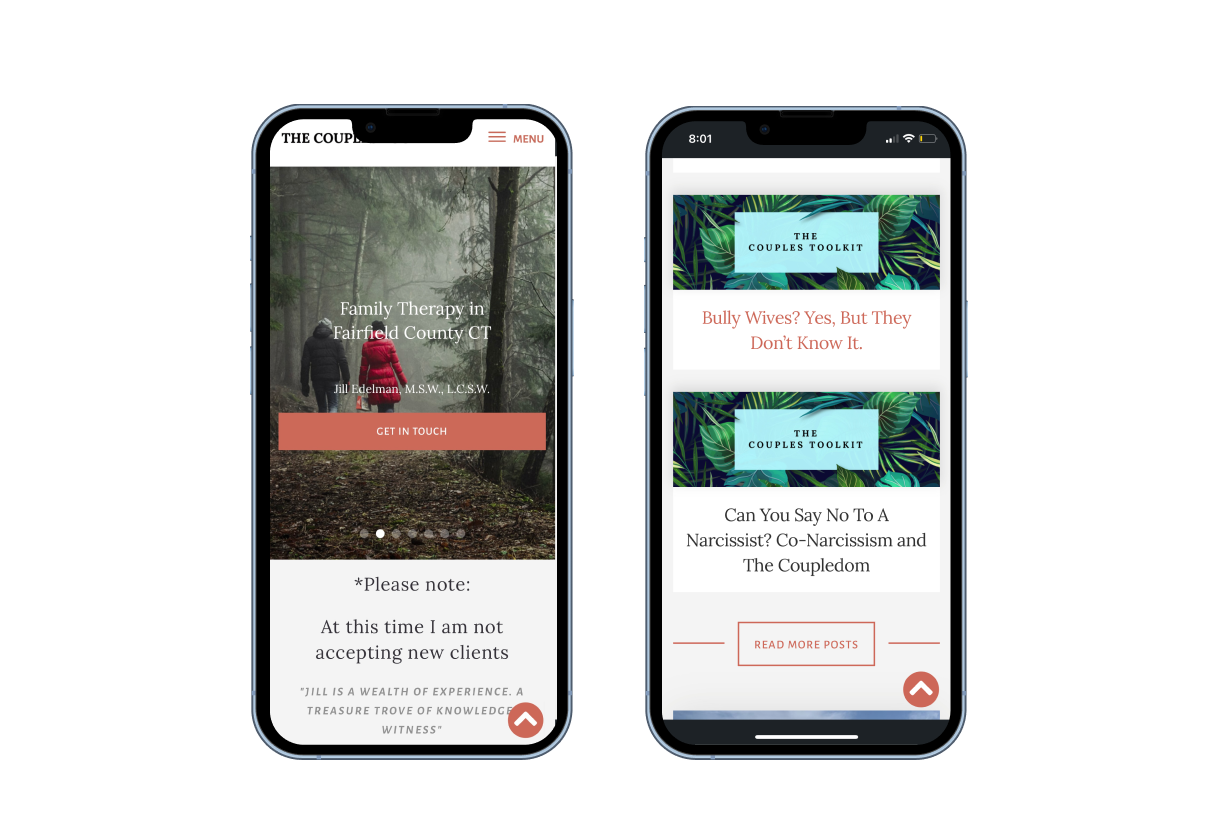 THE COUPL
MENU
Family Therapy in
Fairfield County CT
Jill Edelman, M.S.W., L.C.S.W.
GET IN TOUCH
*Please note:
At this time I am not
accepting new clients
"JILL IS A WEALTH OF EXPERIENCE. A
TREASURE TROVE OF KNOWLEDGE
WITNESS"
8:01
THE
COUPLES TOOLKIT
Bully Wives? Yes, But They
Don't Know It.
THE
COUPLES TOOLKIT
Can You Say No To A
Narcissist? Co-Narcissism and
The Coupledom
READ MORE POSTS